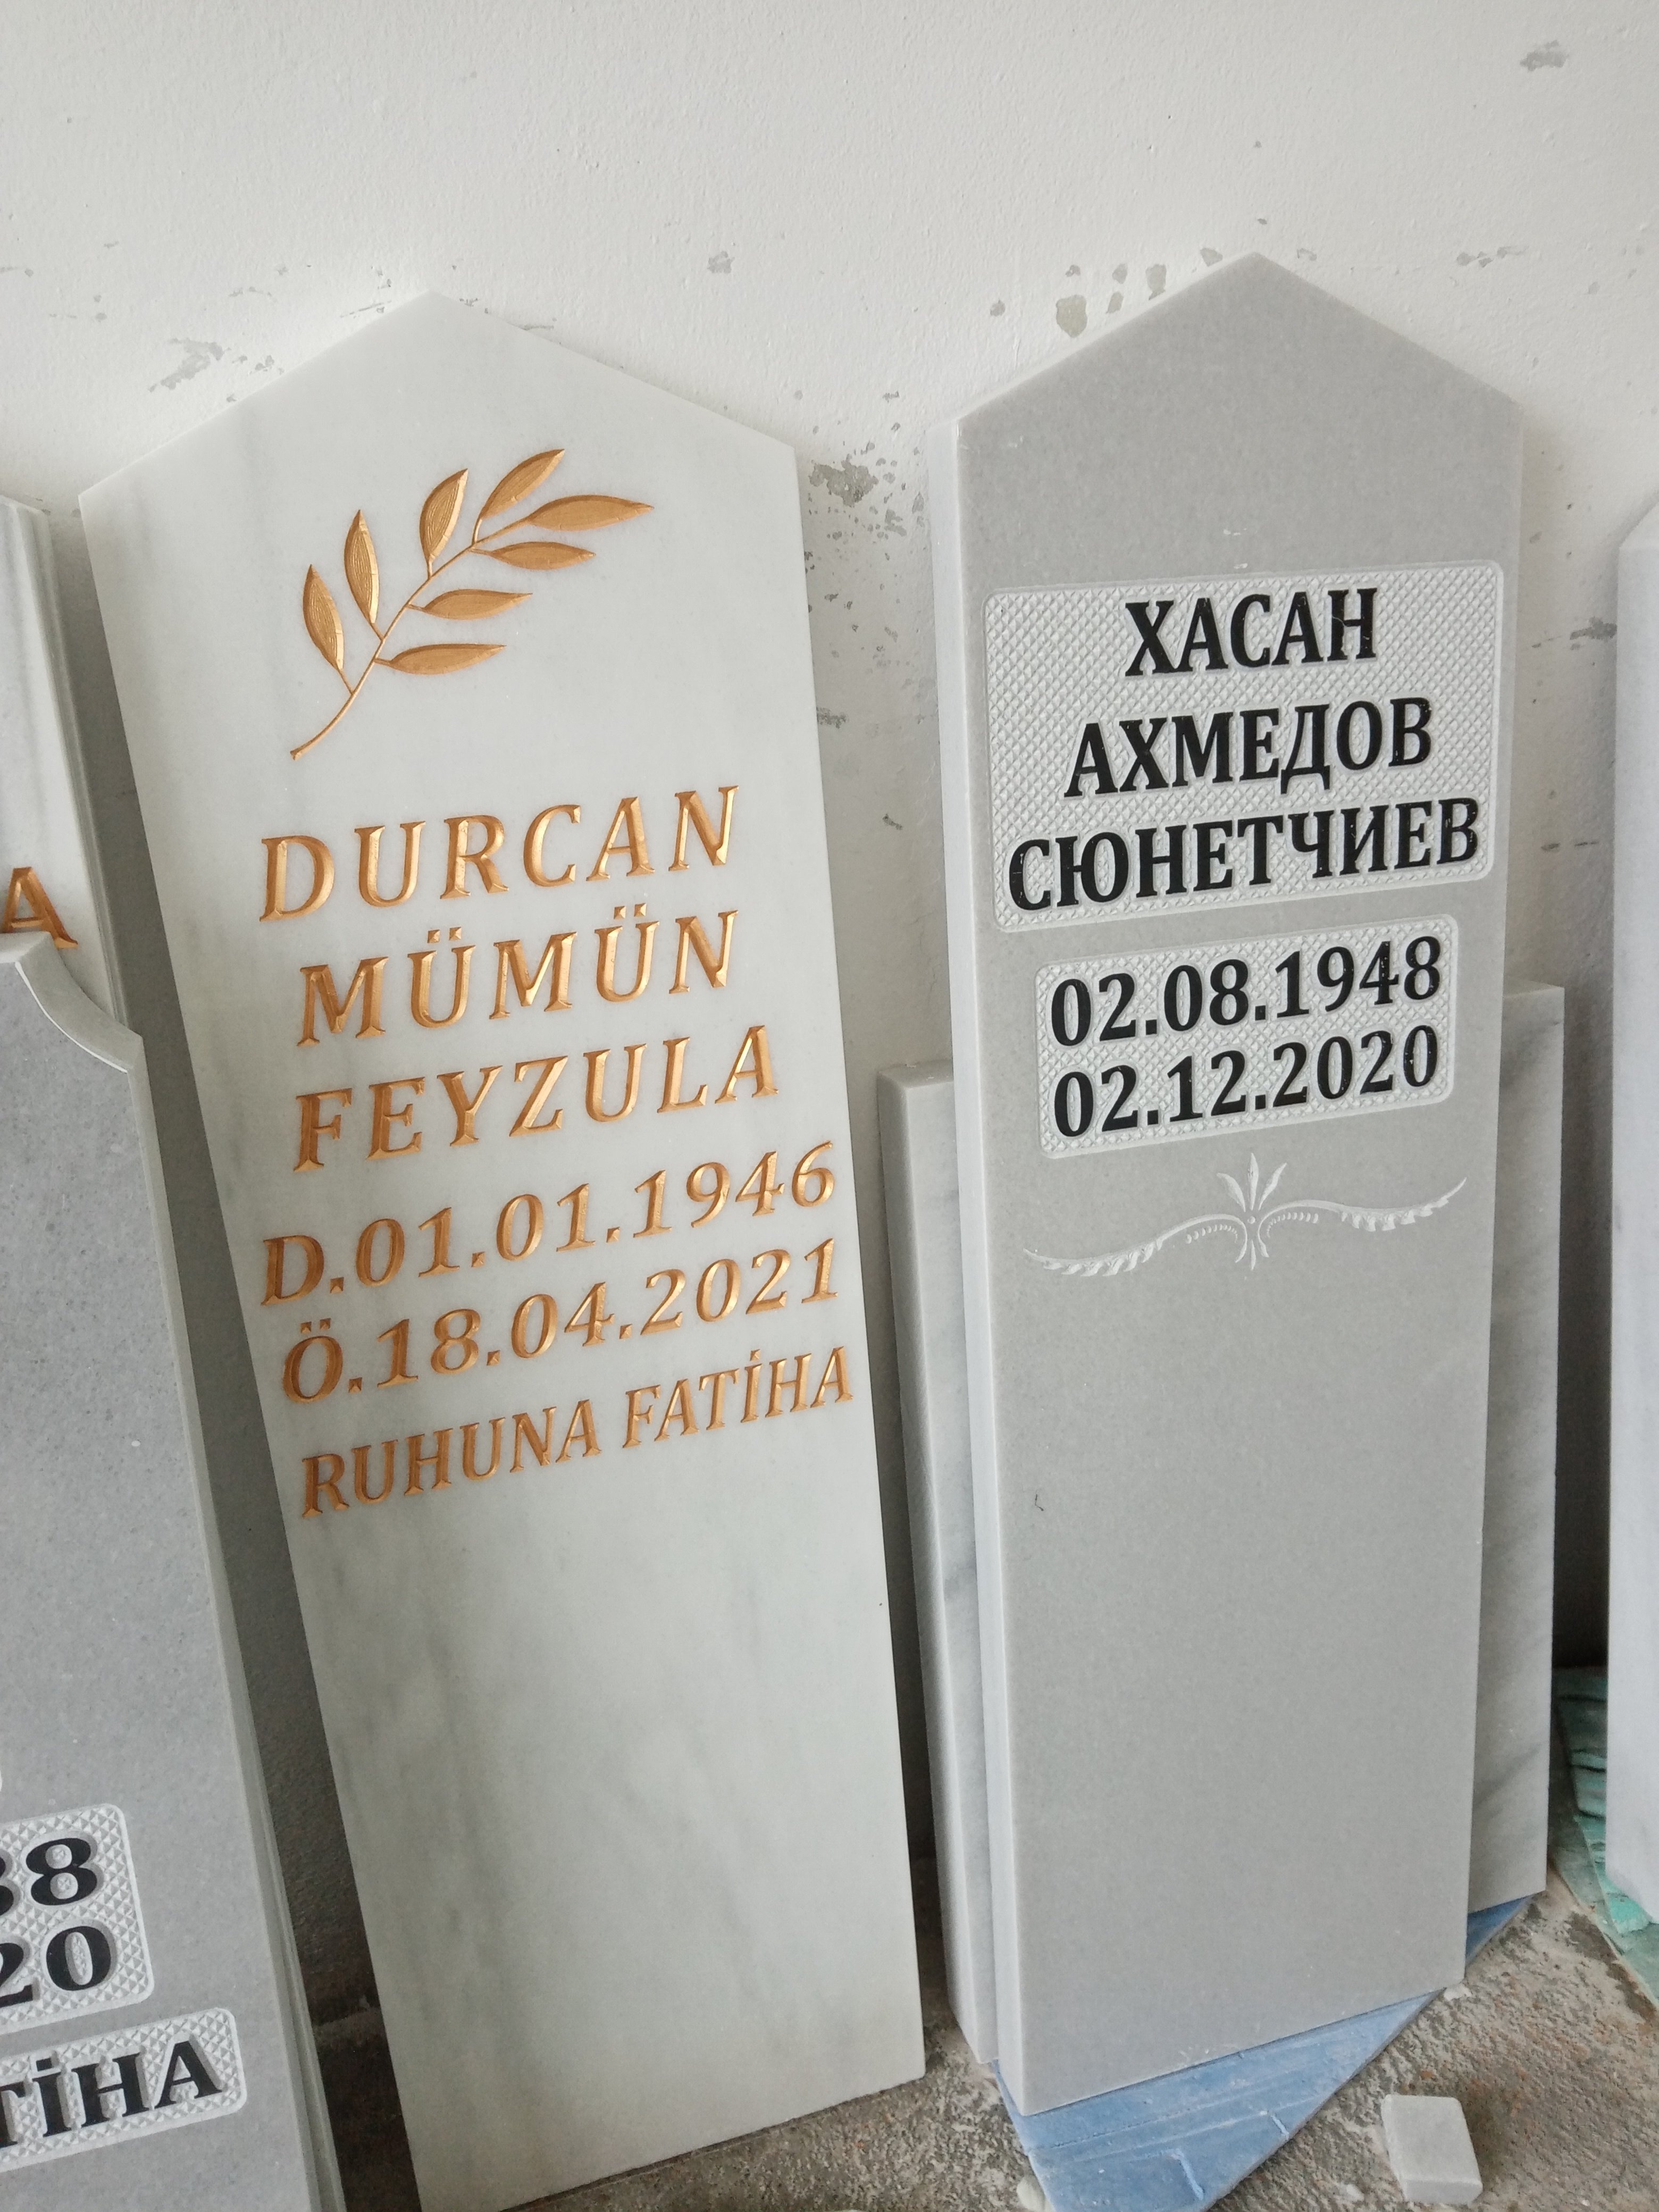 DURCAN
MÜMÜN
FEYZULA
D.01.01.1946
Ö.18.04.2021
RUHUNA FATİHA
ХАСАН
АХМЕДОВ
СЮНЕТЧИЕВ
02.08.1948
02.12.2020